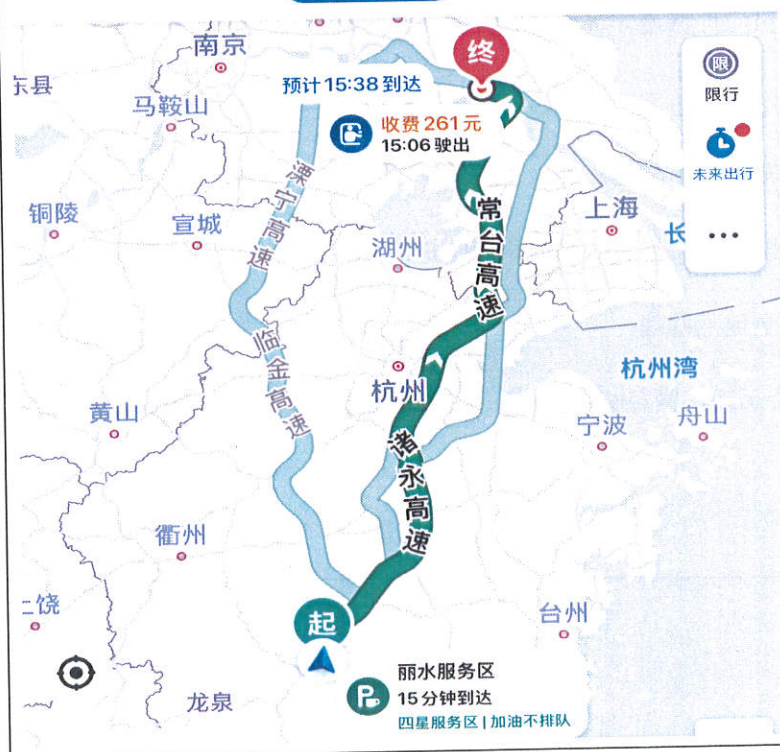 南京
终
限
限行
东县
预计15:38到达
马鞍山
收费261元
15:06驶出
未来出行
溧宁高速
铜陵
宣城
常台高速
上海
长
湖州
临金高速
杭州湾
杭州
黄山
宁波
舟山
诸永高速
衢州
上饶
起
台州
丽水服务区
P
15分钟到达
龙泉
四星服务区|加油不排队